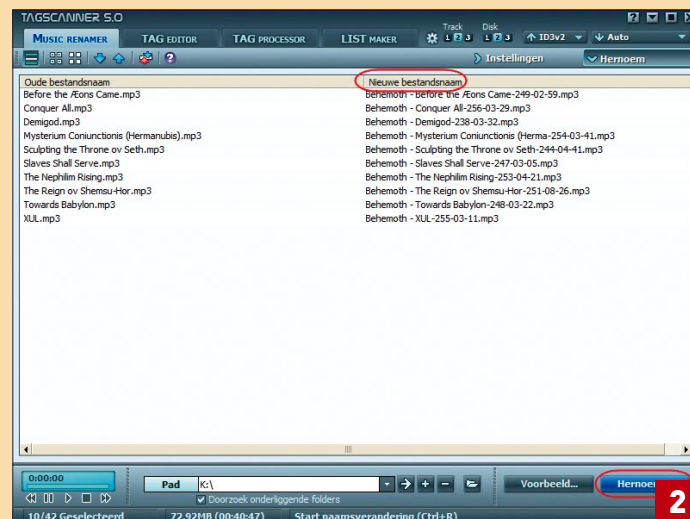 TAGSCANNER 5.0
MUSIC RENAMER TAG EDITOR TAG PROCESSOR LIST MAKER Track 1 2 3 Disk 1 2 3 ID3v2 Auto
Instellingen Hernoem
Oude bestandsnaam Nieuwe bestandsnaam
Before the Æons Came.mp3 Behemoth - Before the Æons Came-249-02-59.mp3
Conquer All.mp3 Behemoth - Conquer All-256-03-29.mp3
Demigod.mp3 Behemoth - Demigod-238-03-32.mp3
Mysterium Coniunctionis (Hermanubis).mp3 Behemoth - Mysterium Coniunctionis (Herma-254-03-41.mp3
Sculpting the Throne ov Seth.mp3 Behemoth - Sculpting the Throne ov Seth-244-04-41.mp3
Slaves Shall Serve.mp3 Behemoth - Slaves Shall Serve-247-03-05.mp3
The Nephilim Rising.mp3 Behemoth - The Nephilim Rising-253-04-21.mp3
The Reign ov Shemsu-Hor.mp3 Behemoth - The Reign ov Shemsu-Hor-251-08-26.mp3
Towards Babylon.mp3 Behemoth - Towards Babylon-248-03-22.mp3
XUL.mp3 Behemoth - XUL-255-03-11.mp3
0:00:00
Pad K:\ Voorbeeld... Hernoem
Doorzoek onderliggende folders
10/42 Geselecteerd 72,92MB (00:40:47) Start naamsverandering (Ctrl+R)
2